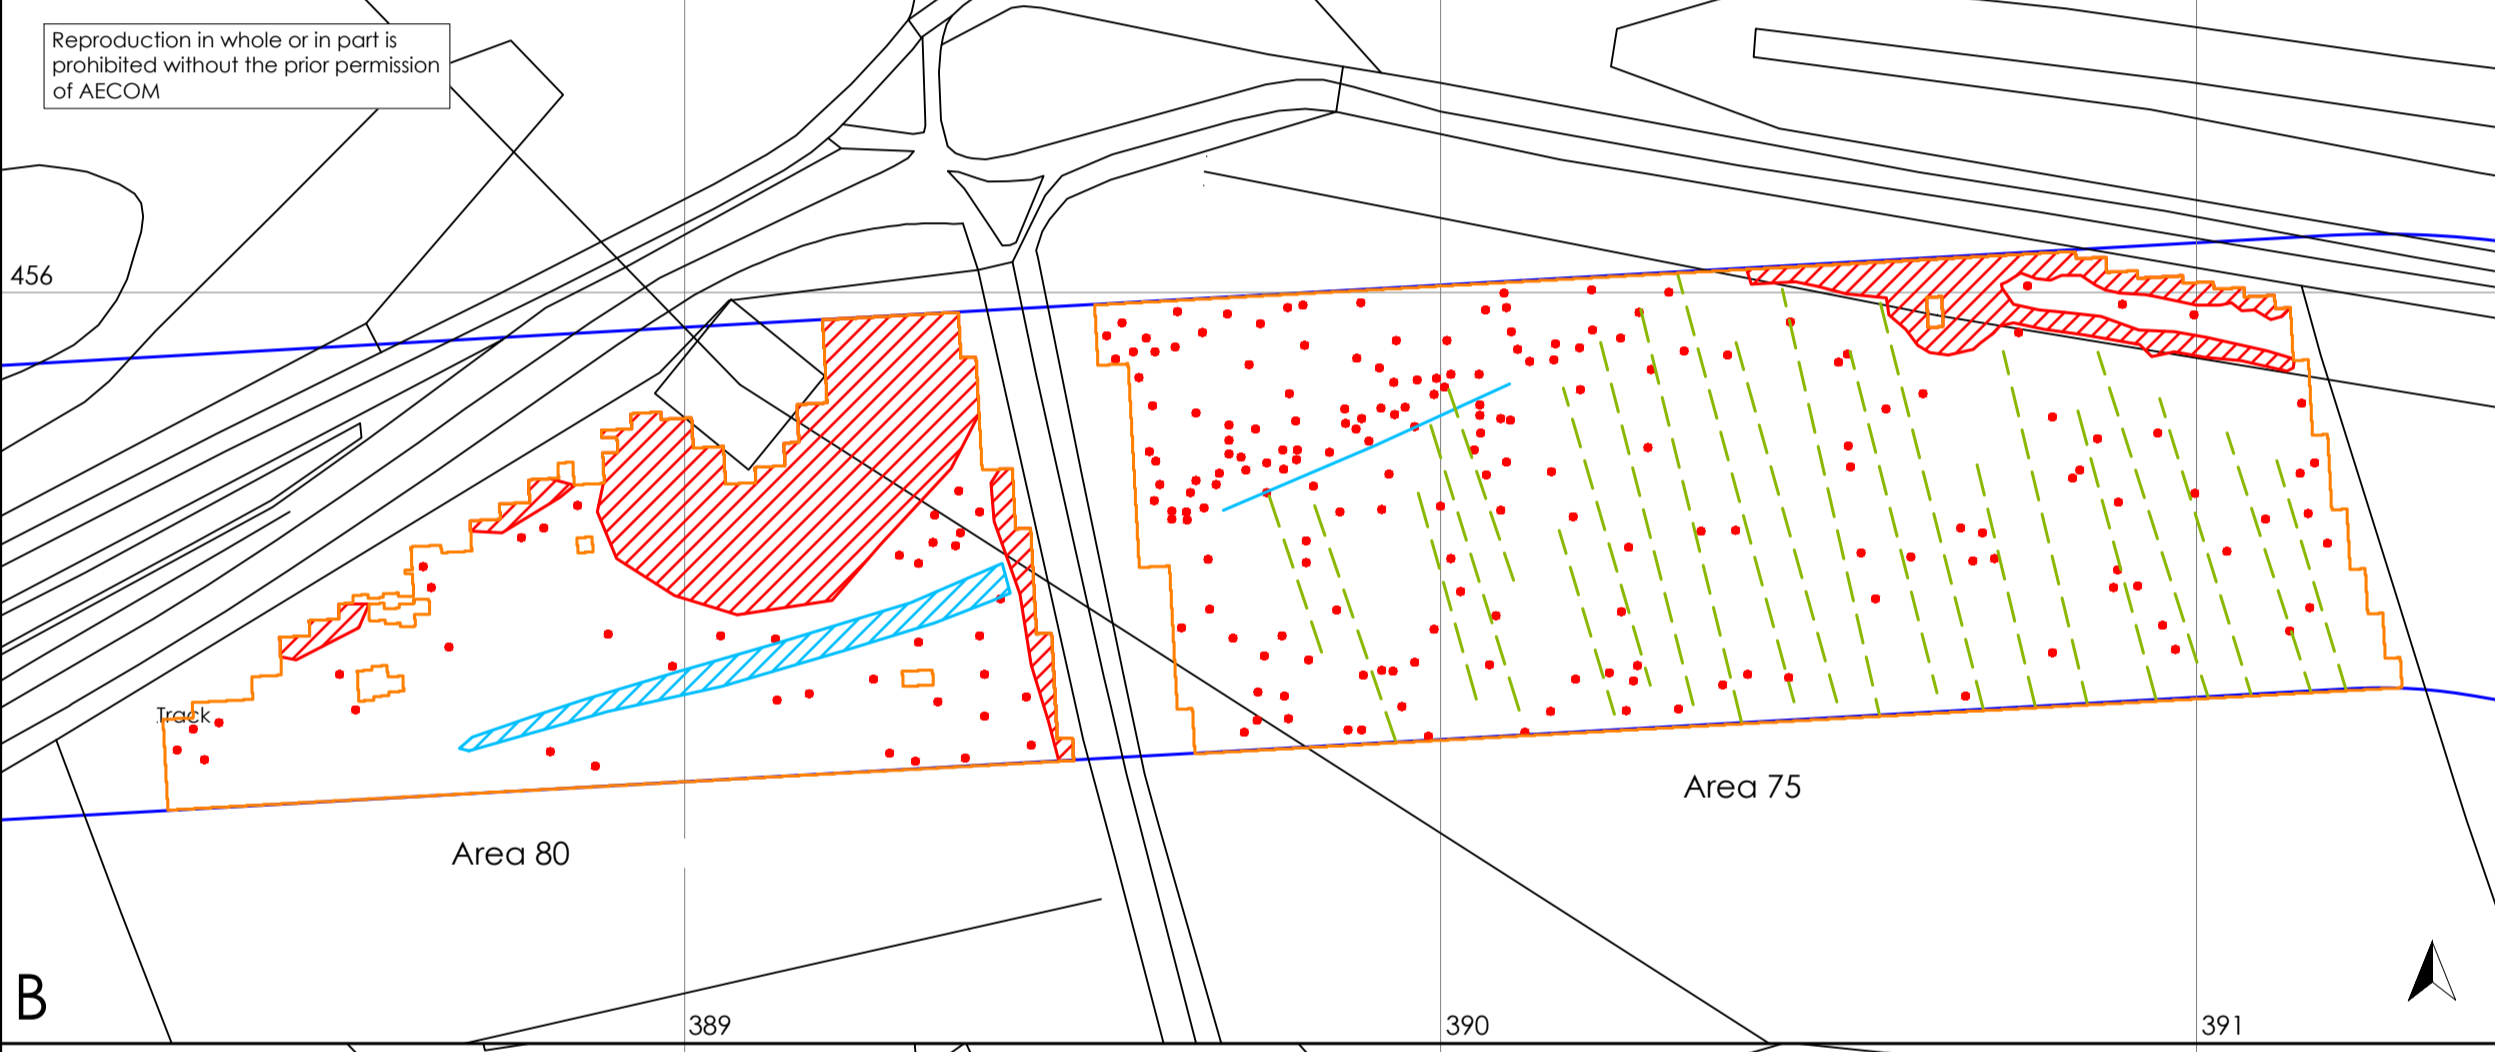 Reproduction in whole or in part is
prohibited without the prior permission
of AECOM
456
Track
Area 75
Area 80
B
389
390
391